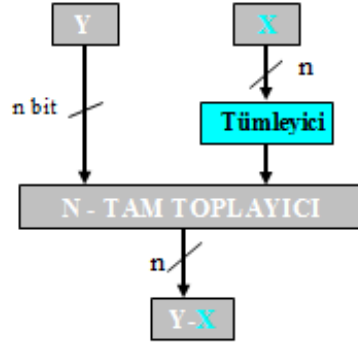 Y
X
n
n bit
Tümleyici
N - TAM TOPLAYICI
n
Y-X